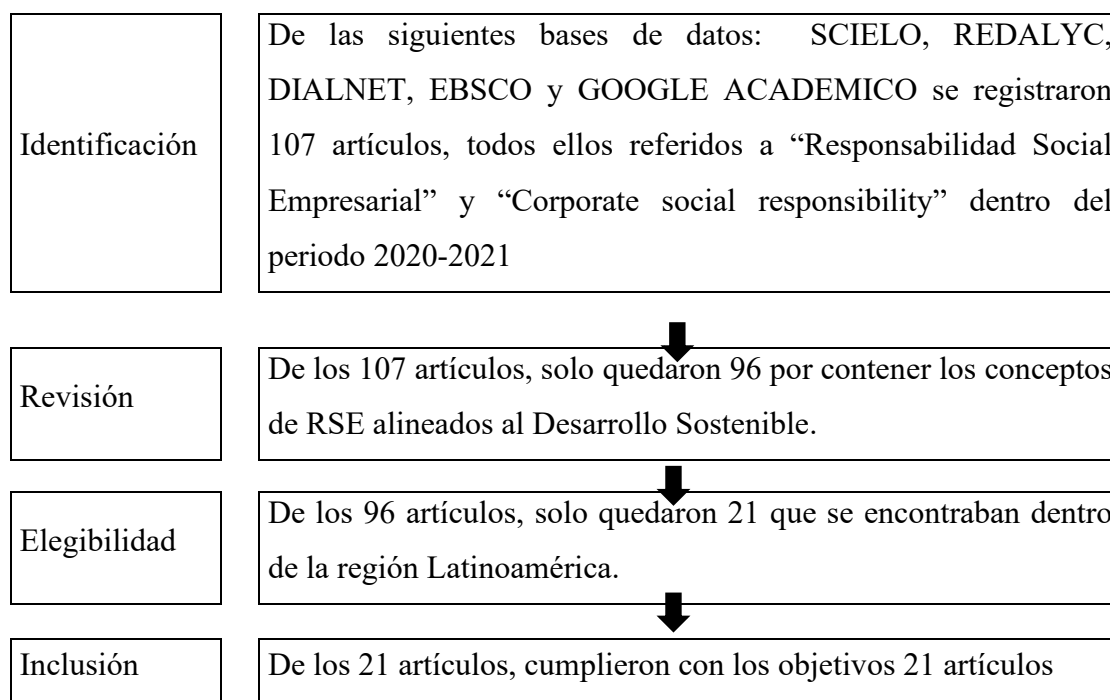 Identificación
De las siguientes bases de datos: SCIELO, REDALYC,
DIALNET, EBSCO y GOOGLE ACADEMICO se registraron
107 artículos, todos ellos referidos a “Responsabilidad Social
Empresarial” y “Corporate social responsibility” dentro del
periodo 2020-2021
Revisión
De los 107 artículos, solo quedaron 96 por contener los conceptos
de RSE alineados al Desarrollo Sostenible.
Elegibilidad
De los 96 artículos, solo quedaron 21 que se encontraban dentro
de la región Latinoamérica.
Inclusión
De los 21 artículos, cumplieron con los objetivos 21 artículos